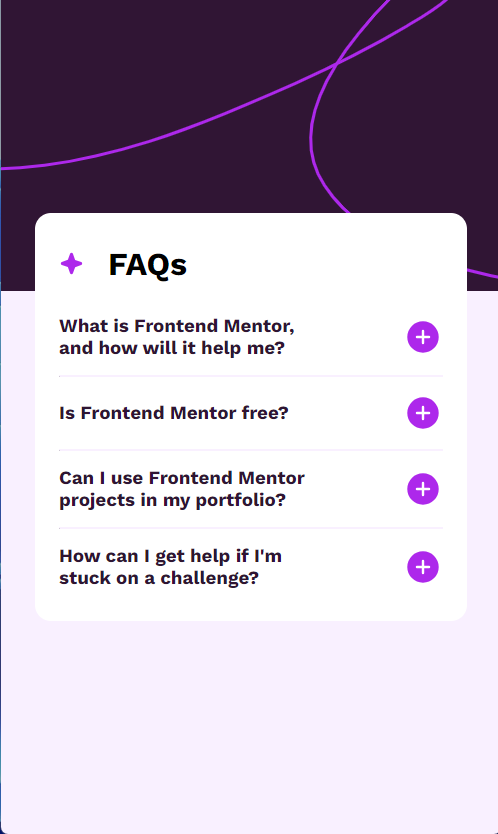 FAQs
What is Frontend Mentor,
and how will it help me?
Is Frontend Mentor free?
Can I use Frontend Mentor
projects in my portfolio?
How can I get help if I'm
stuck on a challenge?